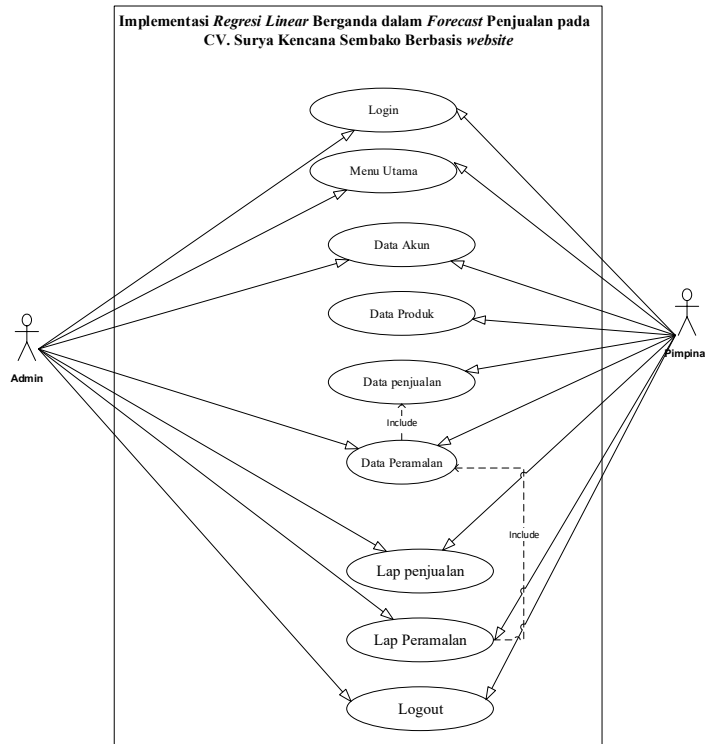 Implementasi Regresi Linear Berganda dalam Forecast Penjualan pada
CV. Surya Kencana Sembako Berbasis website
Login
Menu Utama
Data Akun
Data Produk
Admin
Pimpina
Data penjualan
Include
Data Peramalan
Include
Lap penjualan
Lap Peramalan
Logout